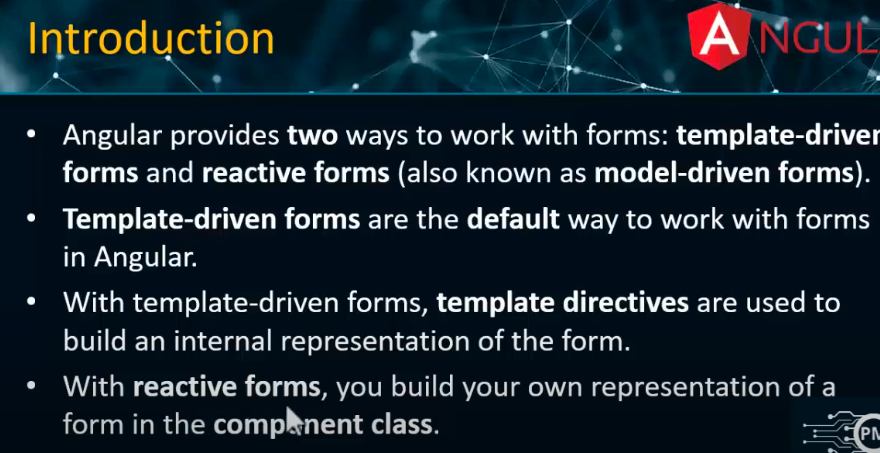 Introduction
ANGUL
• Angular provides two ways to work with forms: template-driven
forms and reactive forms (also known as model-driven forms).
• Template-driven forms are the default way to work with forms
in Angular.
• With template-driven forms, template directives are used to
build an internal representation of the form.
• With reactive forms, you build your own representation of a
form in the component class.
PM